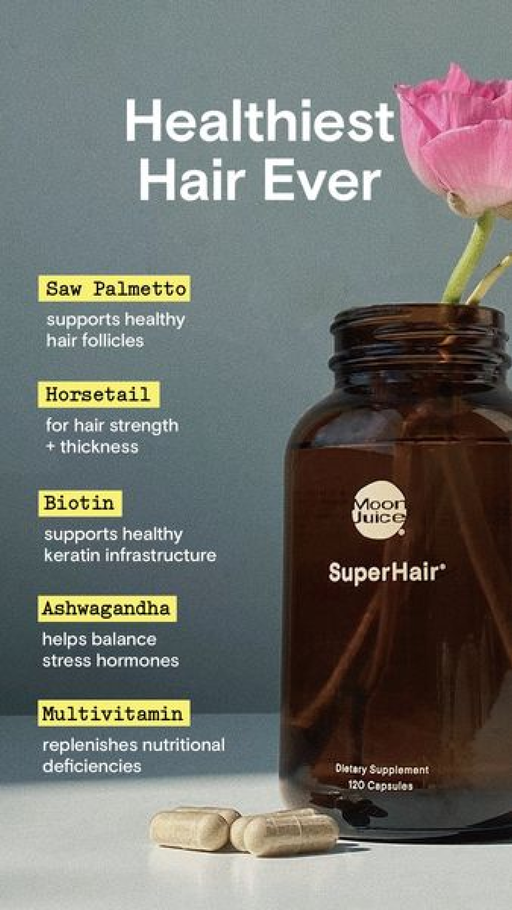 Healthiest
Hair Ever
Saw Palmetto
supports healthy
hair follicles
Horsetail
for hair strength
+ thickness
Biotin
supports healthy
keratin infrastructure
Ashwagandha
helps balance
stress hormones
Multivitamin
replenishes nutritional
deficiencies
Moon
Juice
SuperHair
Dietary Supplement
120 Capsules